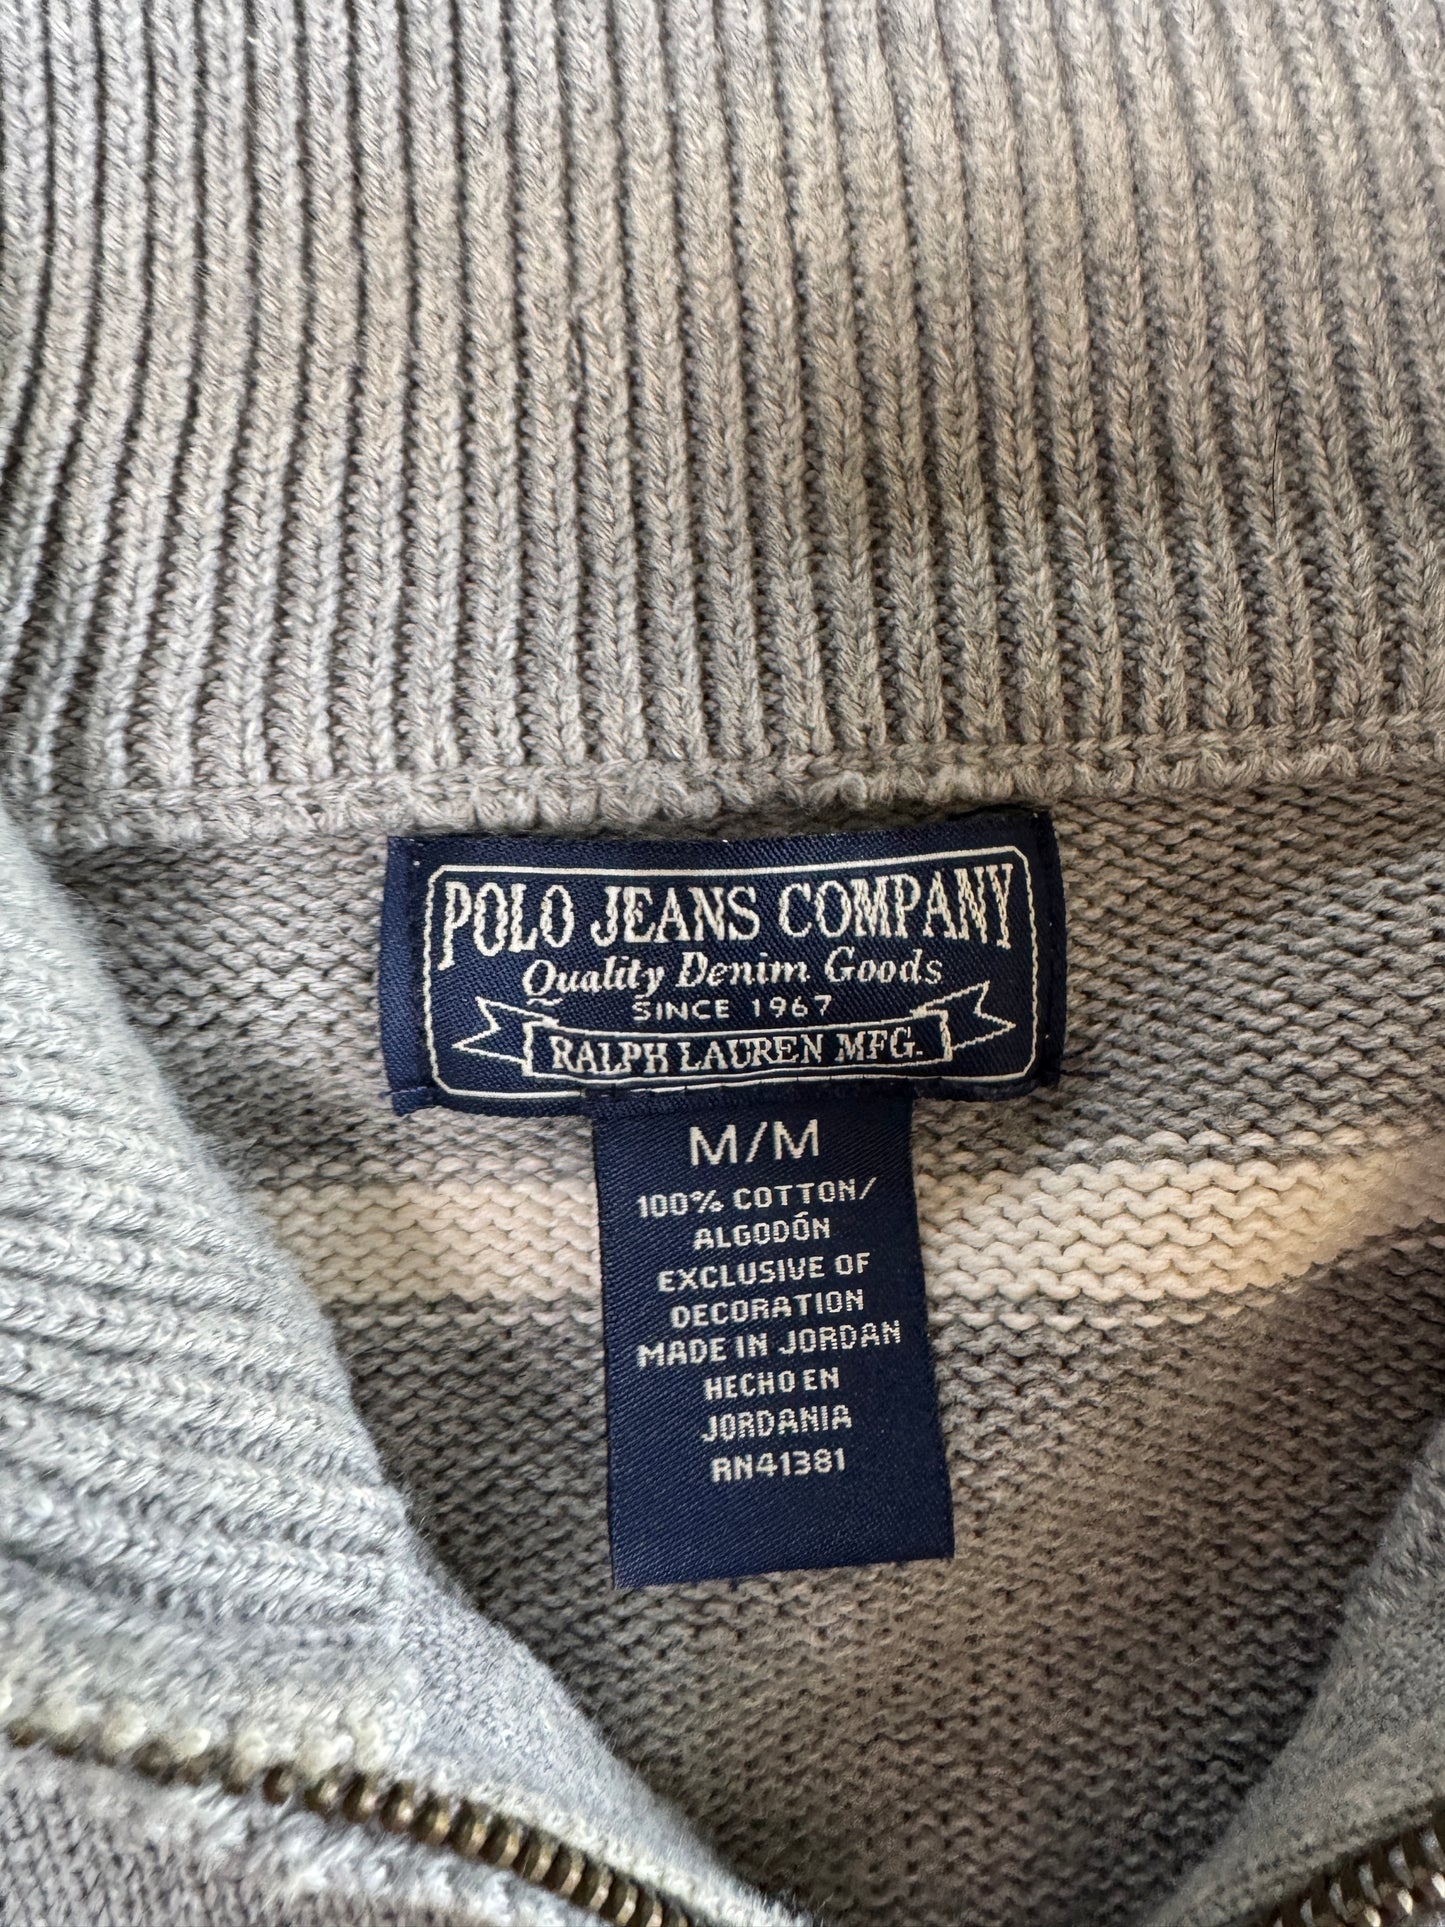 POLO JEANS COMPANY
Quality Denim Goods
SINCE 1967
RALPH LAUREN MFG.
M/M
100% COTTON/
ALGODÓN
EXCLUSIVE OF
DECORATION
MADE IN JORDAN
HECHO EN
JORDANIA
RN41381